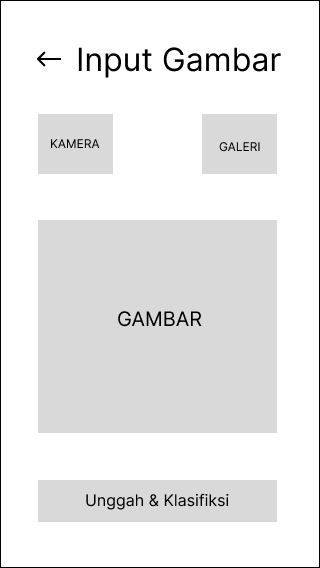 Input Gambar
KAMERA
GALERI
GAMBAR
Unggah & Klasifiksi